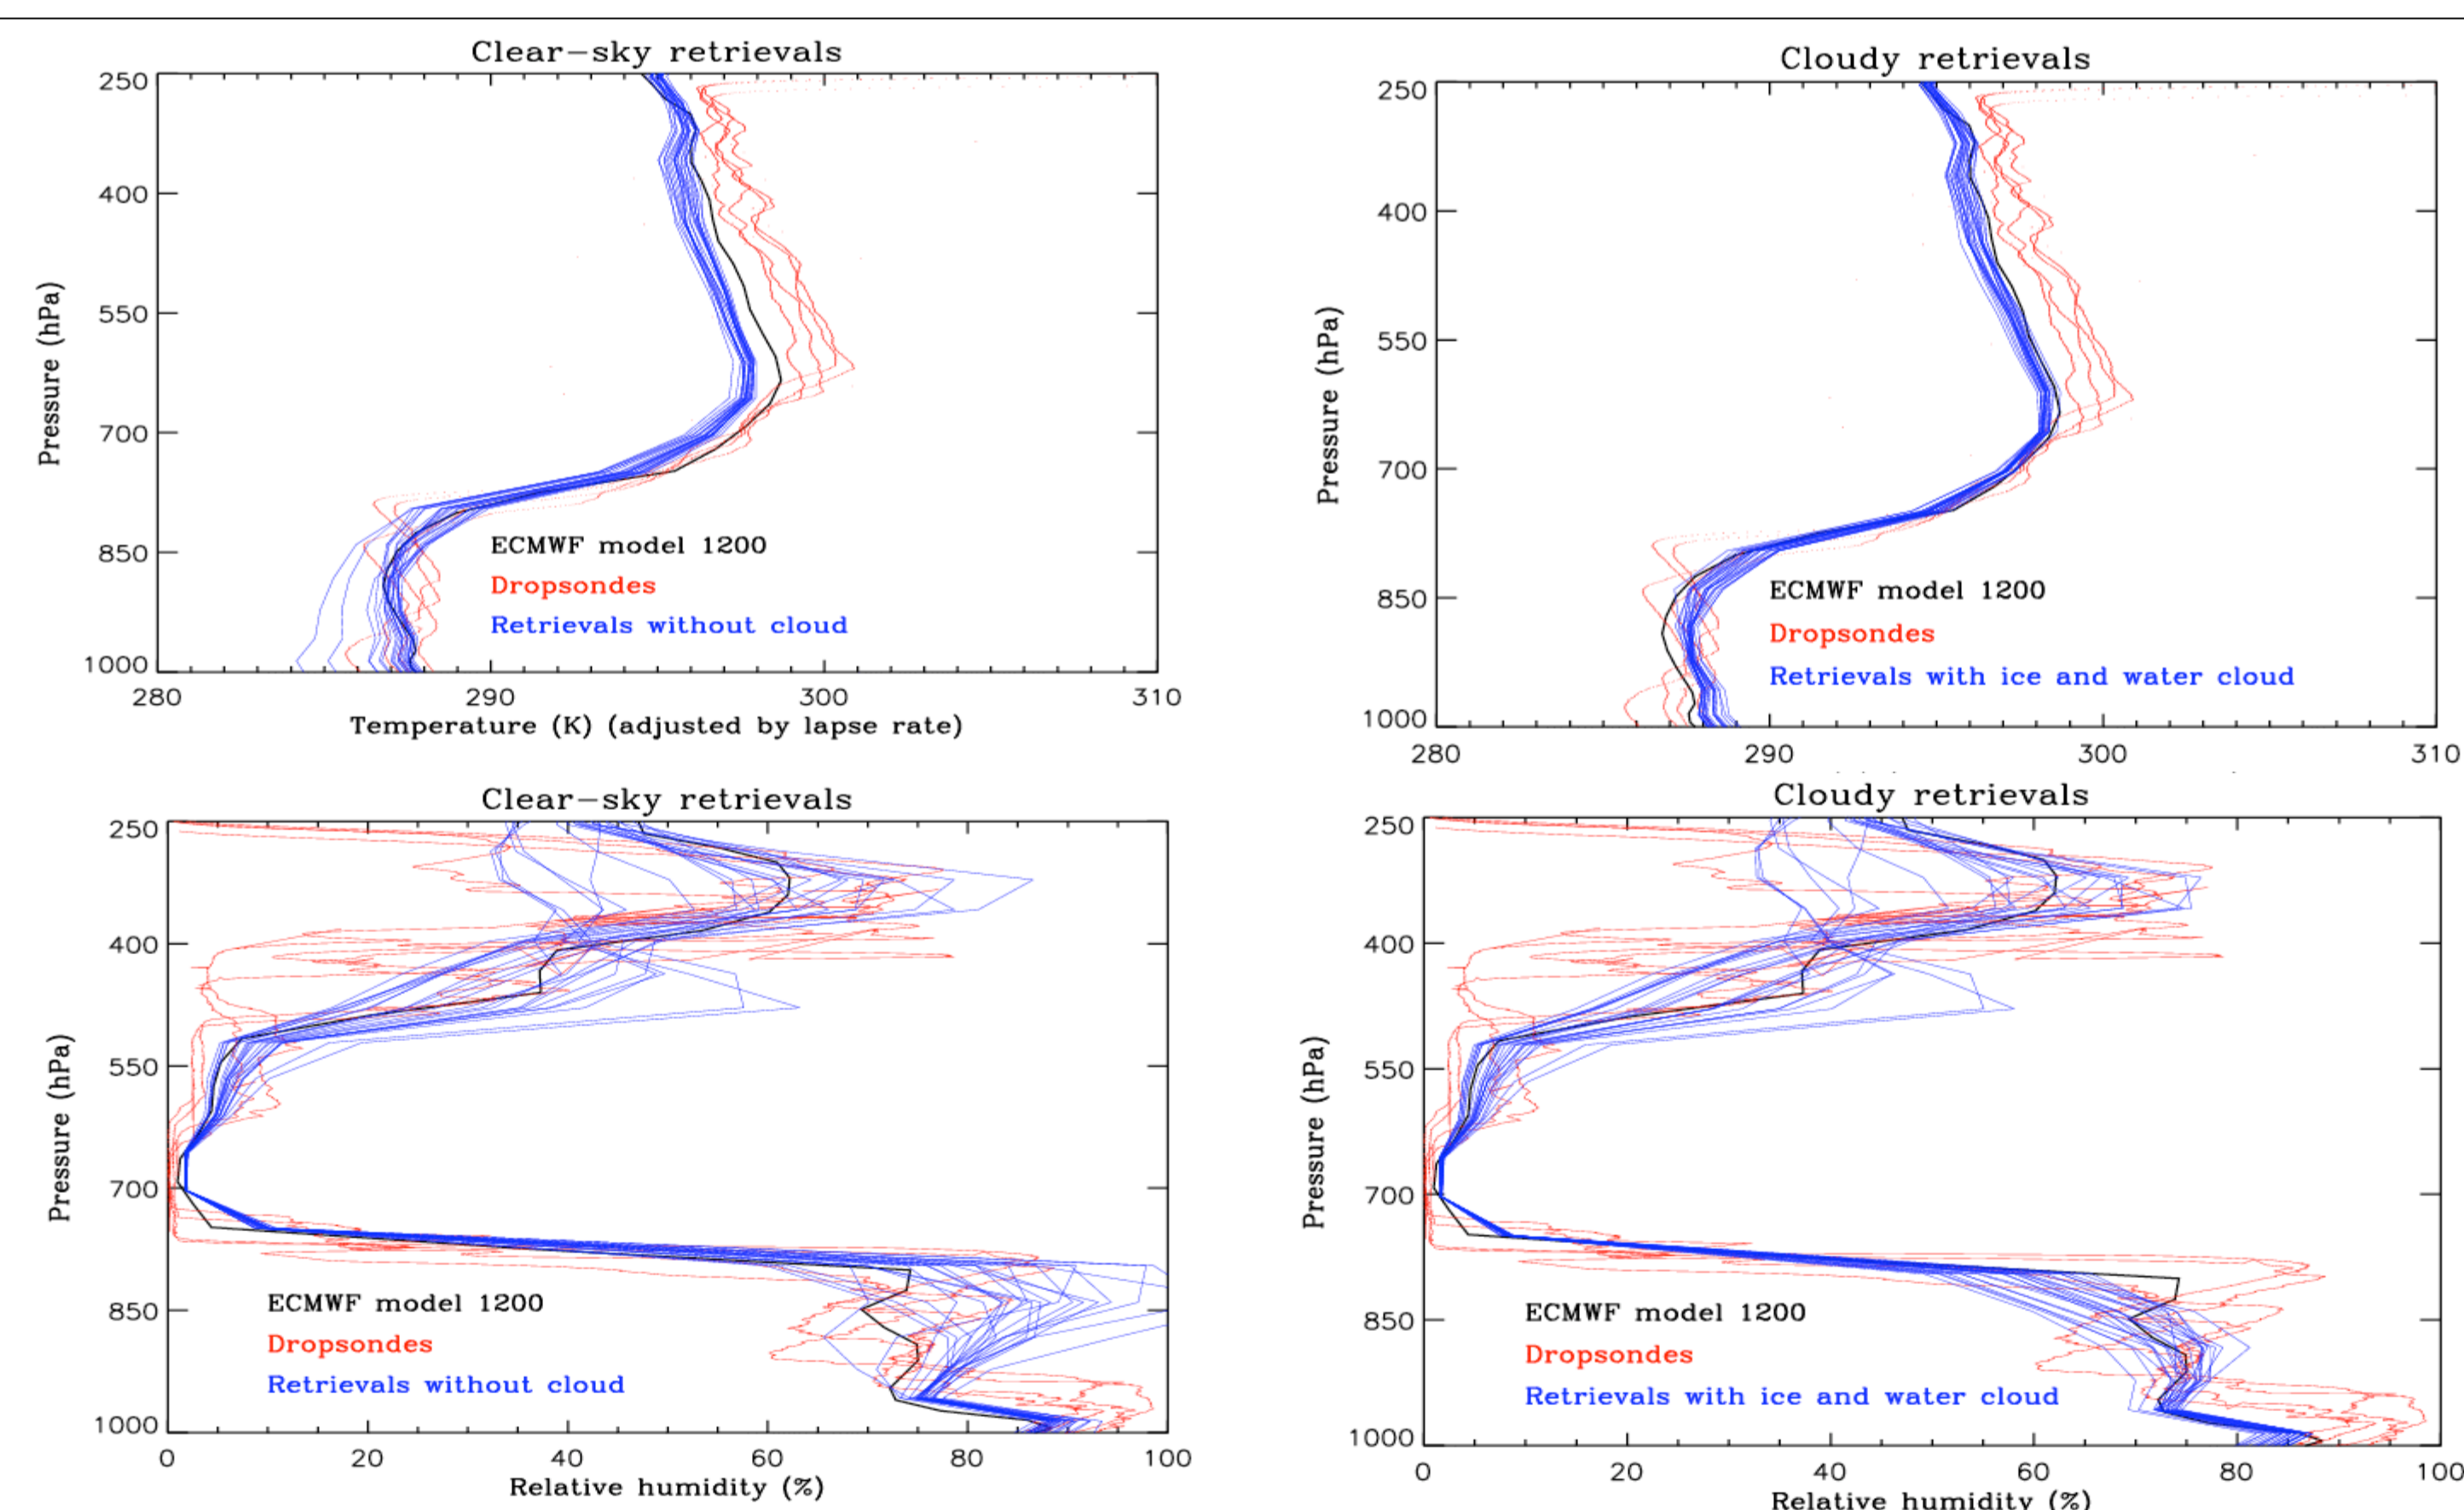 Clear-sky retrievals
250
400
550
700
850
1000
Pressure (hPa)
ECMWF model 1200
Dropsondes
Retrievals without cloud
280
290
300
310
Temperature (K) (adjusted by lapse rate)
Cloudy retrievals
250
400
550
700
850
1000
Pressure (hPa)
ECMWF model 1200
Dropsondes
Retrievals with ice and water cloud
280
290
300
310
Clear-sky retrievals
250
400
550
700
850
1000
Pressure (hPa)
ECMWF model 1200
Dropsondes
Retrievals without cloud
0
20
40
60
80
100
Relative humidity (%)
Cloudy retrievals
250
400
550
700
850
1000
Pressure (hPa)
ECMWF model 1200
Dropsondes
Retrievals with ice and water cloud
0
20
40
60
80
100
Relative humidity (%)